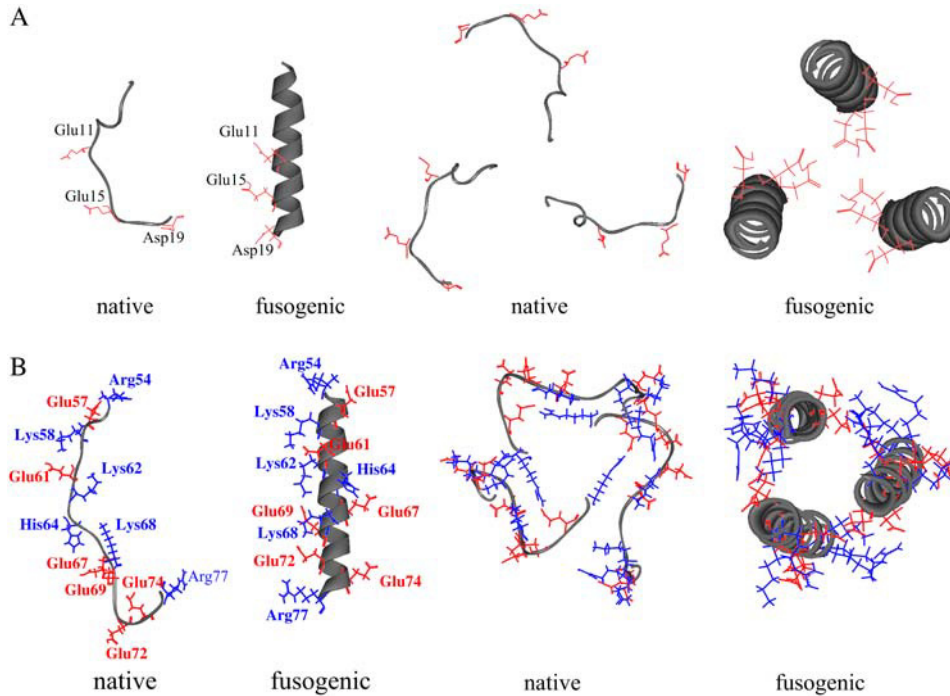 A
Glu11
Glu15
Asp19
native
Glu11
Glu15
Asp19
fusogenic
native
fusogenic
B
Arg54
Glu57
Lys58
Glu61
Lys62
His64
Lys68
Glu67
Glu69
Glu74
Arg77
Glu72
native
Arg54
Glu57
Lys58
Glu61
Lys62
His64
Glu69
Glu67
Lys68
Glu72
Glu74
Arg77
fusogenic
native
fusogenic